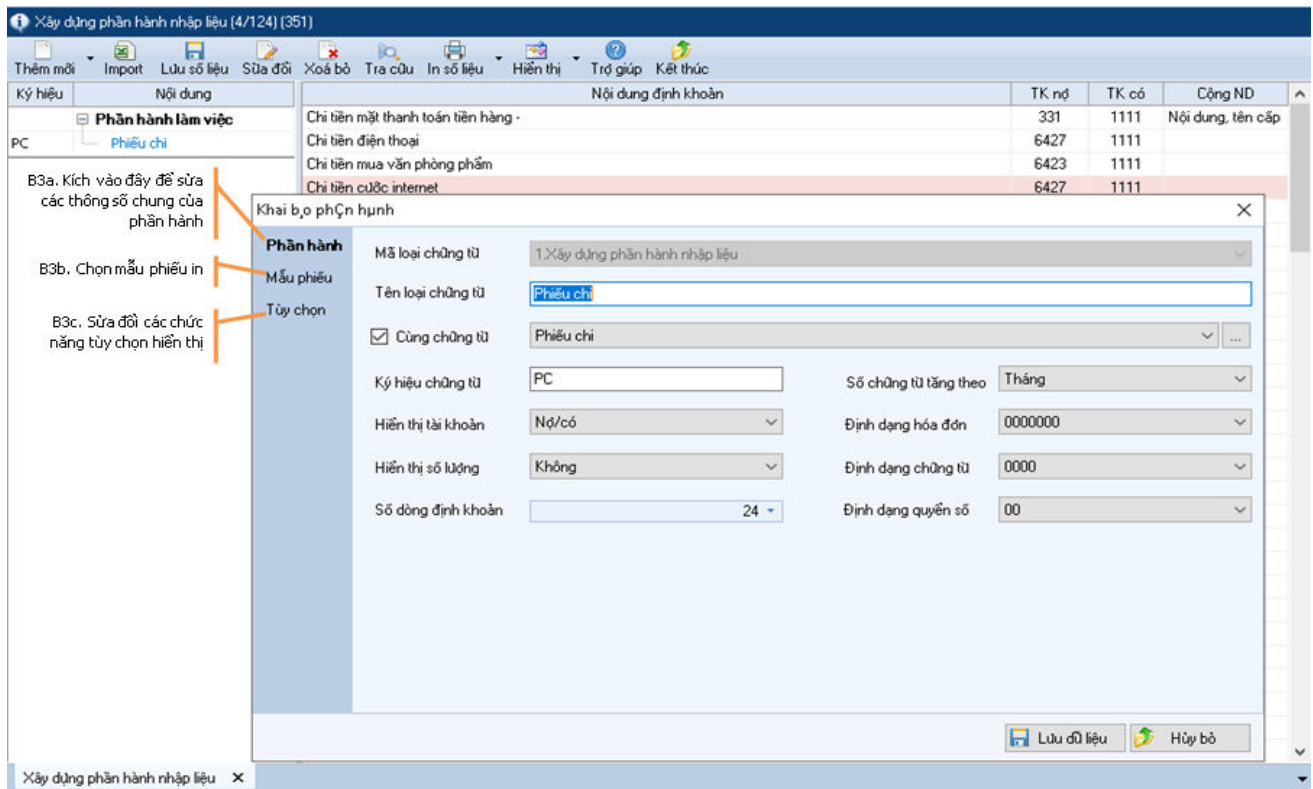 Xây dựng phần hành nhập liệu (4/124) (351)
Thêm mới Import Lưu số liệu Sửa đổi Xoá bỏ Tra cứu In số liệu Hiển thị Trợ giúp Kết thúc
Ký hiệu Nội dung Nội dung định khoản TK nợ TK có Cộng ND
Phần hành làm việc Chi tiền mặt thanh toán tiền hàng - 331 1111 Nội dung, tên cấp
PC Phiếu chi Chi tiền điện thoại 6427 1111
Chi tiền mua văn phòng phẩm 6423 1111
Chi tiền cước internet 6427 1111
B3a. Kích vào đây để sửa
các thông số chung của
phần hành
B3b. Chọn mẫu phiếu in
B3c. Sửa đổi các chức
năng tùy chọn hiển thị
Khai b¸o phÇn hµnh
Phần hành
Mẫu phiếu
Tùy chọn
Mã loại chứng từ 1.Xây dựng phần hành nhập liệu
Tên loại chứng từ Phiếu chi
Cùng chứng từ Phiếu chi ...
Ký hiệu chứng từ PC Số chứng từ tăng theo Tháng
Hiển thị tài khoản Nợ/có Định dạng hóa đơn 0000000
Hiển thị số lượng Không Định dạng chứng từ 0000
Số dòng định khoản 24 Định dạng quyển số 00
Lưu dữ liệu Hủy bỏ
Xây dựng phần hành nhập liệu